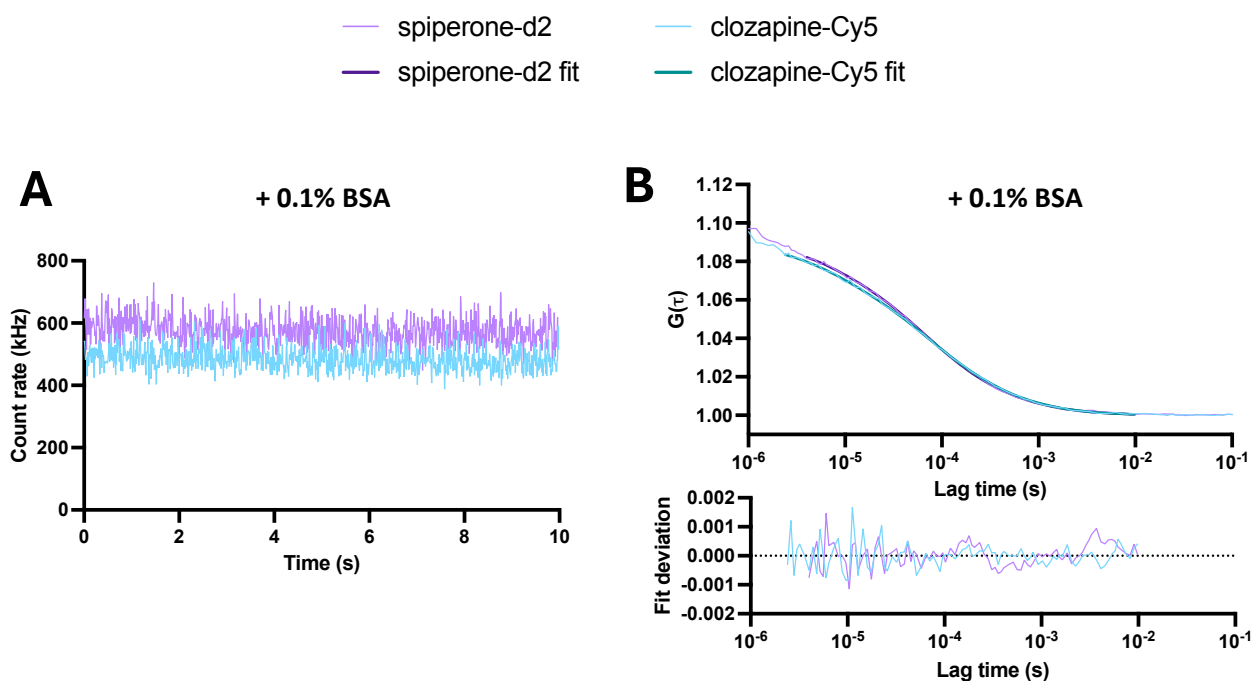 spiperone-d2 clozapine-Cy5
spiperone-d2 fit clozapine-Cy5 fit
A + 0.1% BSA
800
600
400
200
0
Count rate (kHz)
0 2 4 6 8 10
Time (s)
B + 0.1% BSA
1.12
1.10
1.08
1.06
1.04
1.02
1.00
G(τ)
10-6 10-5 10-4 10-3 10-2 10-1
Lag time (s)
0.002
0.001
0.000
-0.001
-0.002
Fit deviation
10-6 10-5 10-4 10-3 10-2 10-1
Lag time (s)